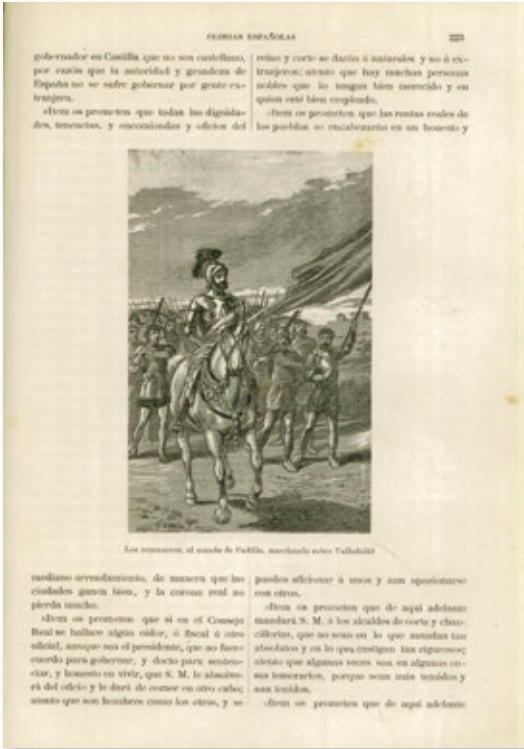 GLORIAS ESPAÑOLAS
223
gobernador en Castilla que no sea castellano,
por razón que la autoridad y grandeza de
España no se sufre gobernar por gente ex-
tranjera.
»Item os prometen que todas las dignida-
des, tenencias, y encomiendas y oficios del
reino y corte se darán á naturales y no á ex-
tranjeros; atento que hay muchas personas
nobles que lo tengan bien merecido y en
quien esté bien empleado.
»Item os prometen que las rentas reales de
los pueblos se encabezarán en un honesto y
Los comuneros, al mando de Padilla, marchando sobre Valladolid
mediano arrendamiento, de manera que las
ciudades ganen bien, y la corona real no
pierda mucho.
»Item os prometen que si en el Consejo
Real se hallare algún oidor, ó fiscal ú otro
oficial, aunque sea el presidente, que no fuere
cuerdo para gobernar, y docto para senten-
ciar, y honesto en vivir, que S. M. le absolve-
rá del oficio y le dará de comer en otro cabo;
atento que son hombres como los otros, y se
pueden aficionar á unos y aun apasionarse
con otros.
»Item os prometen que de aquí adelante
mandará S. M. á los alcaldes de corte y chan-
cillerías, que no sean en lo que mandan tan
absolutos y en lo que castigan tan rigurosos;
atento que algunas veces son en algunas co-
sas temerarios, porque sean más temidos y
aun tenidos.
»Item os prometen que de aquí adelante